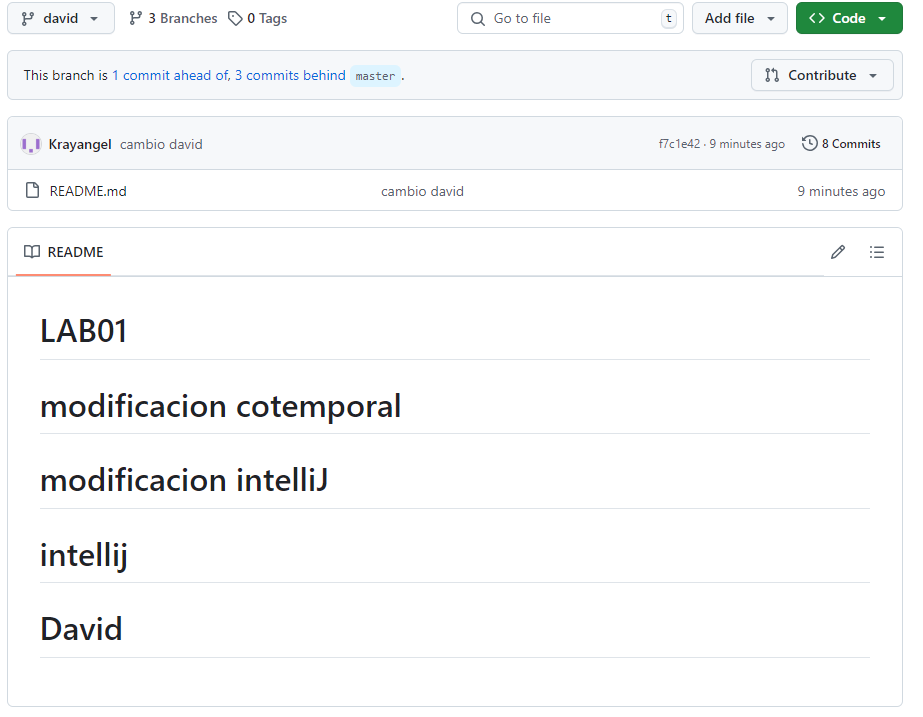 david 3 Branches 0 Tags Go to file t Add file Code
This branch is 1 commit ahead of, 3 commits behind master . Contribute
Krayangel cambio david f7c1e42 · 9 minutes ago 8 Commits
README.md cambio david 9 minutes ago
README
LAB01
modificacion cotemporal
modificacion intelliJ
intellij
David